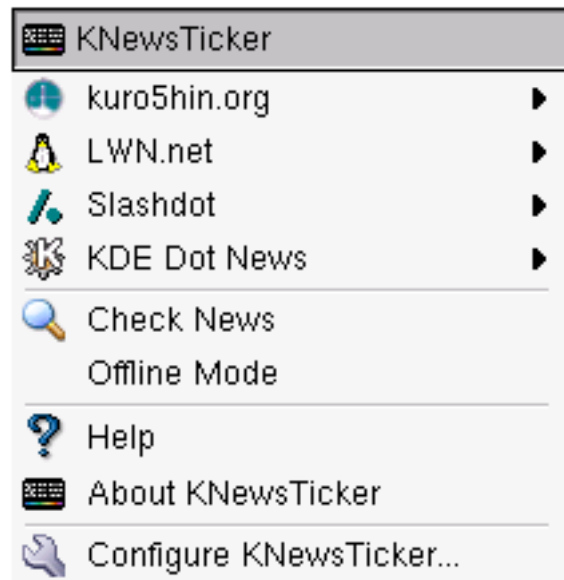 KNewsTicker
kuro5hin.org
LWN.net
Slashdot
KDE Dot News
Check News
Offline Mode
Help
About KNewsTicker
Configure KNewsTicker...